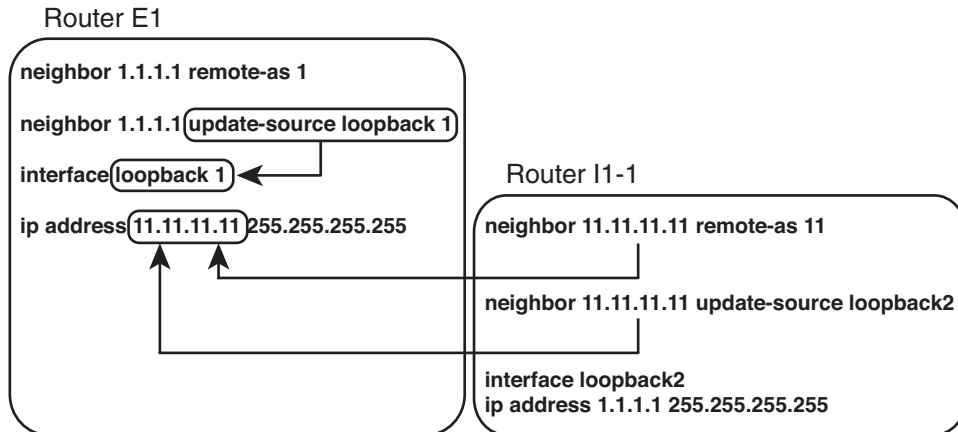 Router E1
neighbor 1.1.1.1 remote-as 1
neighbor 1.1.1.1 update-source loopback 1
interface loopback 1
ip address 11.11.11.11 255.255.255.255
Router I1-1
neighbor 11.11.11.11 remote-as 11
neighbor 11.11.11.11 update-source loopback2
interface loopback2
ip address 1.1.1.1 255.255.255.255